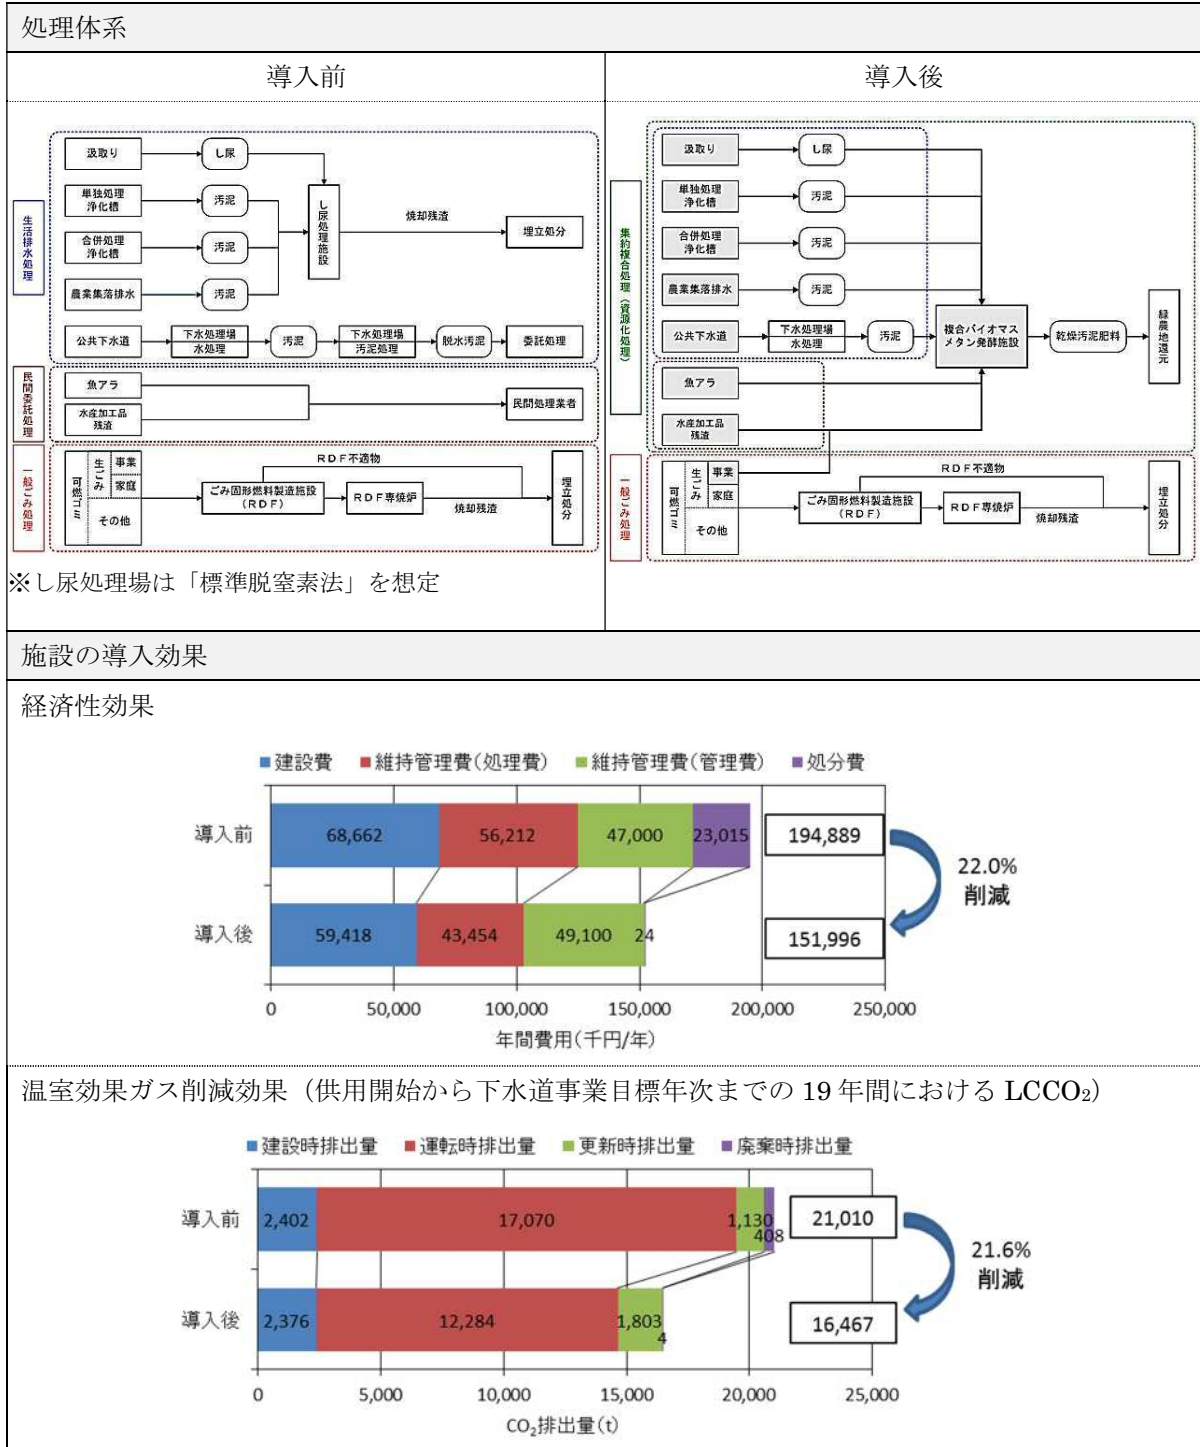 処理体系
導入前
導入後
生活排水処理
汲取り
し尿
単独処理
浄化槽
汚泥
合併処理
浄化槽
汚泥
農業集落排水
汚泥
し尿処理施設
焼却残渣
埋立処分
公共下水道
下水処理場
水処理
汚泥
下水処理場
汚泥処理
脱水汚泥
委託処理
民間委託処理
魚アラ
水産加工品
残渣
民間処理業者
一般ごみ処理
可燃ゴミ
生ごみ
事業
家庭
その他
RDF不適物
ごみ固形燃料製造施設
(RDF)
RDF専焼炉
焼却残渣
埋立処分
※し尿処理場は「標準脱窒素法」を想定
集約複合処理(資源化処理)
汲取り
し尿
単独処理
浄化槽
汚泥
合併処理
浄化槽
汚泥
農業集落排水
汚泥
公共下水道
下水処理場
水処理
汚泥
複合バイオマス
メタン発酵施設
乾燥汚泥肥料
緑農地還元
魚アラ
水産加工品
残渣
一般ごみ処理
可燃ゴミ
生ごみ
事業
家庭
その他
RDF不適物
ごみ固形燃料製造施設
(RDF)
RDF専焼炉
焼却残渣
埋立処分
施設の導入効果
経済性効果
建設費 維持管理費(処理費) 維持管理費(管理費) 処分費
導入前 68,662 56,212 47,000 23,015 194,889
22.0%
削減
導入後 59,418 43,454 49,100 24 151,996
0 50,000 100,000 150,000 200,000 250,000
年間費用(千円/年)
温室効果ガス削減効果（供用開始から下水道事業目標年次までの 19 年間における LCCO₂）
建設時排出量 運転時排出量 更新時排出量 廃棄時排出量
導入前 2,402 17,070 1,130 408 21,010
21.6%
削減
導入後 2,376 12,284 1,803 4 16,467
0 5,000 10,000 15,000 20,000 25,000
CO₂排出量(t)